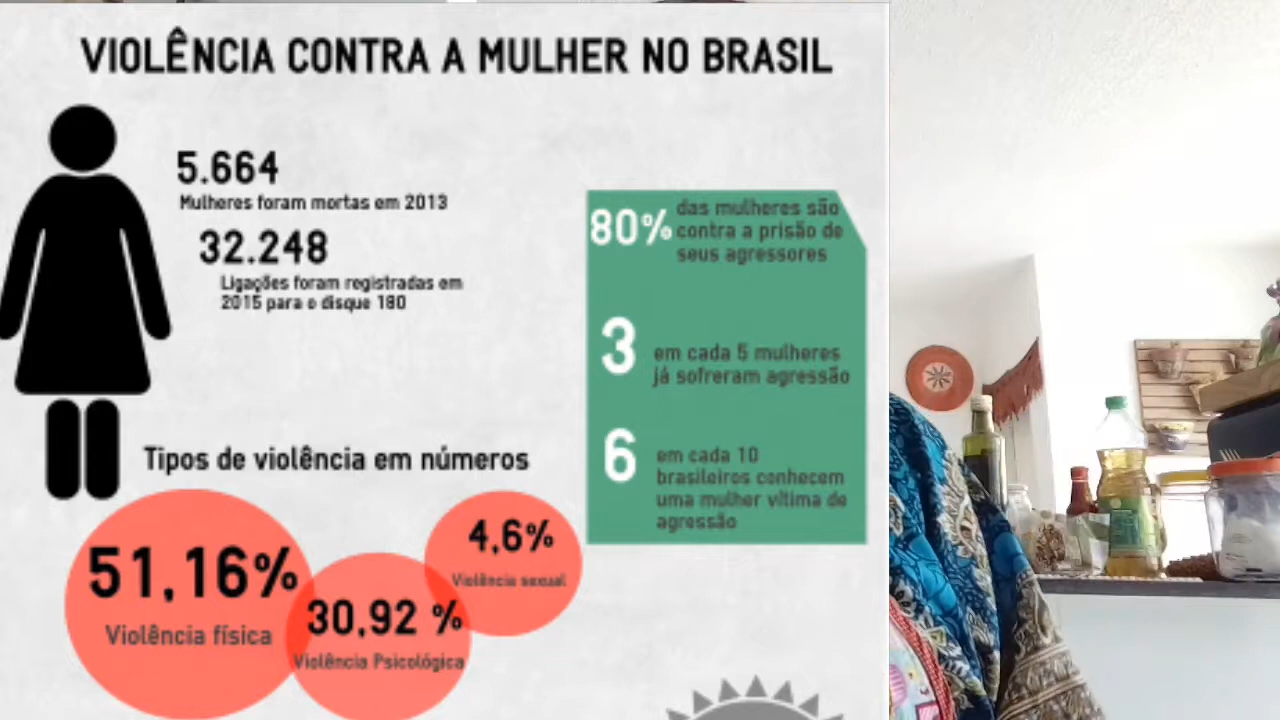 VIOLÊNCIA CONTRA A MULHER NO BRASIL
5.664
Mulheres foram mortas em 2013
32.248
Ligações foram registradas em
2015 para o disque 180
80%
das mulheres são
contra a prisão de
seus agressores
3
em cada 5 mulheres
já sofreram agressão
6
em cada 10
brasileiros conhecem
uma mulher vítima de
agressão
Tipos de violência em números
51,16%
Violência física
30,92 %
Violência Psicológica
4,6%
Violência sexual